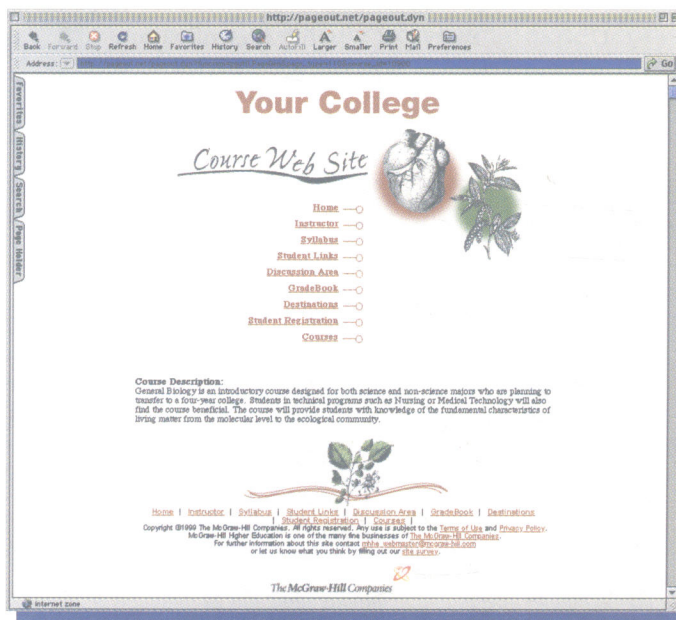 http://pageout.net/pageout.dyn
Back Forward Stop Refresh Home Favorites History Search AutoFill Larger Smaller Print Mail Preferences
Address:
Go
Favorites
History
Search
Page Holder
Your College
Course Web Site
Home
Instructor
Syllabus
Student Links
Discussion Area
GradeBook
Destinations
Student Registration
Courses
Course Description:
General Biology is an introductory course designed for both science and non-science majors who are planning to
transfer to a four-year college. Students in technical programs such as Nursing or Medical Technology will also
find the course beneficial. The course will provide students with knowledge of the fundamental characteristics of
living matter from the molecular level to the ecological community.
Home | Instructor | Syllabus | Student Links | Discussion Area | GradeBook | Destinations
| Student Registration | Courses |
Copyright ©1999 The McGraw-Hill Companies. All rights reserved. Any use is subject to the Terms of Use and Privacy Policy.
McGraw-Hill Higher Education is one of the many fine businesses of The McGraw-Hill Companies.
For further information about this site contact mhhe_webmaster@mcgraw-hill.com
or let us know what you think by filling out our site survey.
The McGraw-Hill Companies
Internet zone